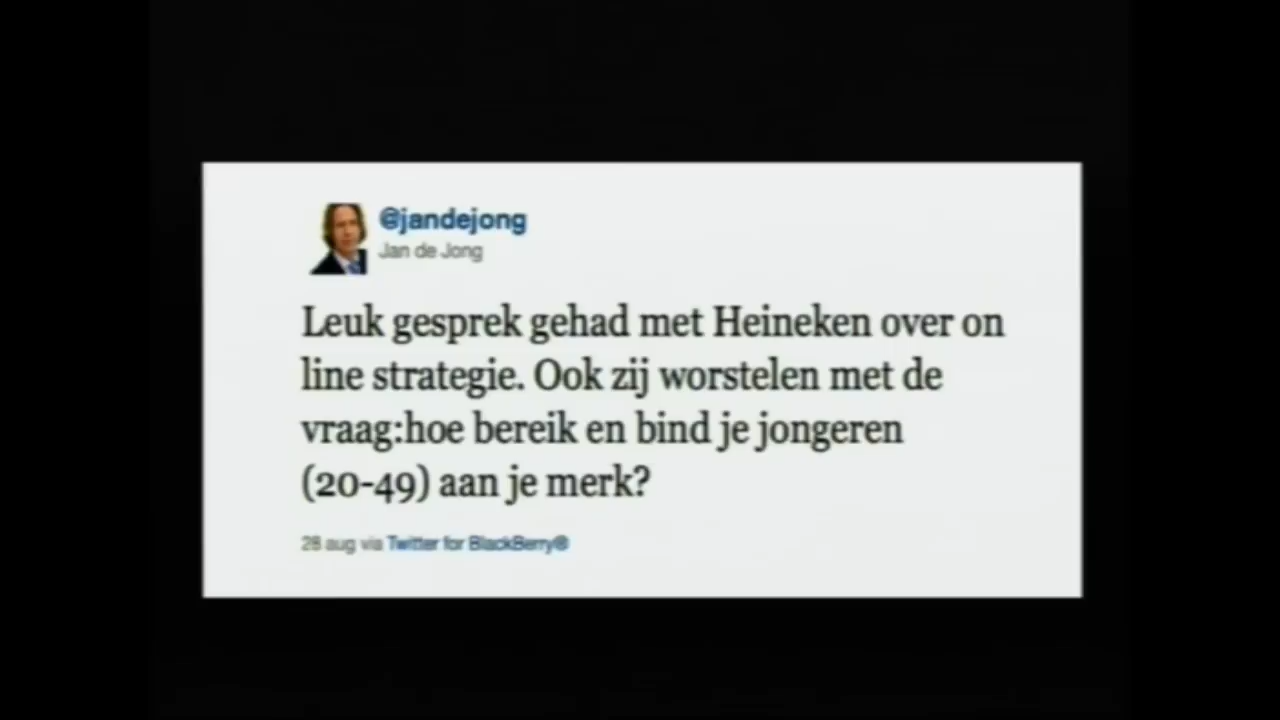 @jandejong
Jan de Jong
Leuk gesprek gehad met Heineken over on
line strategie. Ook zij worstelen met de
vraag:hoe bereik en bind je jongeren
(20-49) aan je merk?
28 aug via Twitter for BlackBerry®